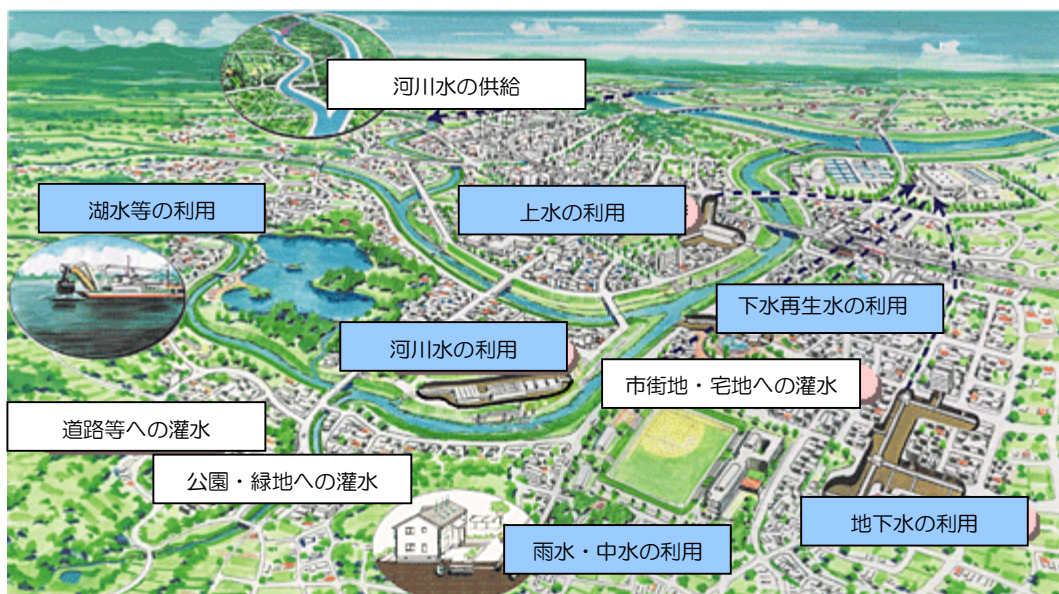 河川水の供給
湖水等の利用
上水の利用
下水再生水の利用
河川水の利用
市街地・宅地への灌水
道路等への灌水
公園・緑地への灌水
地下水の利用
雨水・中水の利用